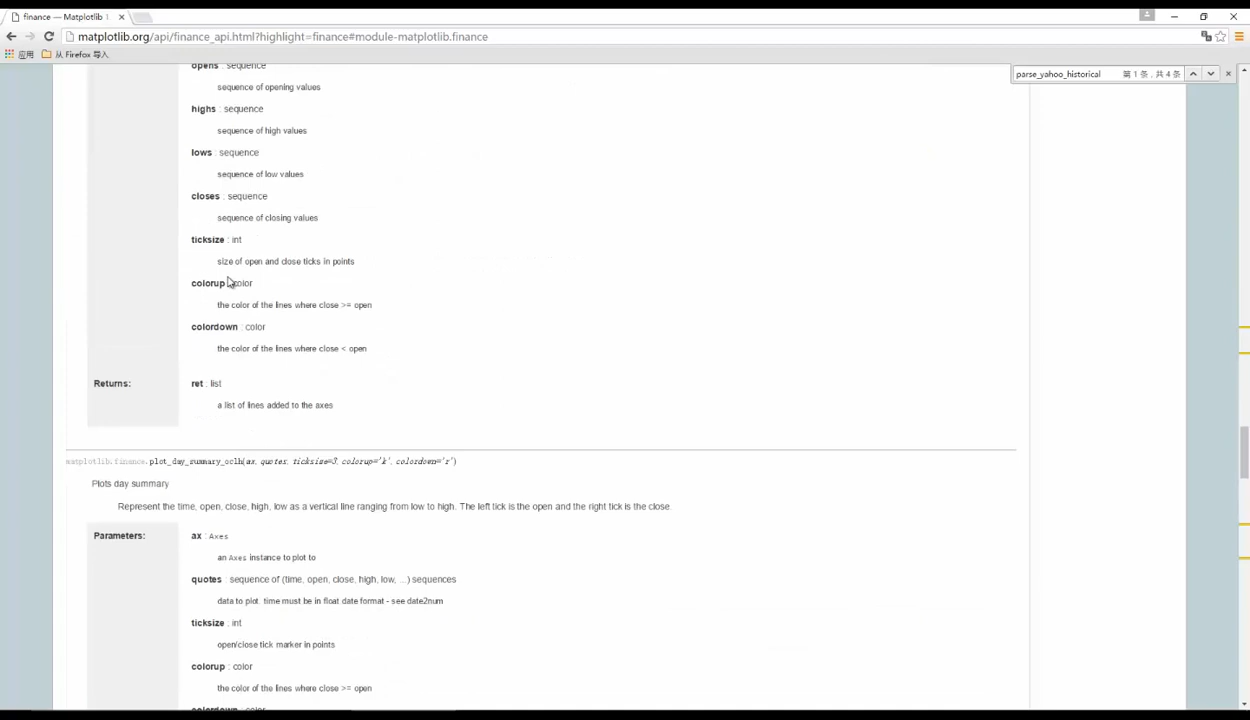 finance — Matplotlib 1
matplotlib.org/api/finance_api.html?highlight=finance#module-matplotlib.finance
应用 从 Firefox 导入
parse_yahoo_historical 第 1 条，共 4 条
opens : sequence
sequence of opening values
highs : sequence
sequence of high values
lows : sequence
sequence of low values
closes : sequence
sequence of closing values
ticksize : int
size of open and close ticks in points
colorup : color
the color of the lines where close >= open
colordown : color
the color of the lines where close < open
Returns: ret : list
a list of lines added to the axes
matplotlib.finance.plot_day_summary_oclh(ax, quotes, ticksize=3, colorup='k', colordown='r')
Plots day summary
Represent the time, open, close, high, low as a vertical line ranging from low to high. The left tick is the open and the right tick is the close.
Parameters: ax : Axes
an Axes instance to plot to
quotes : sequence of (time, open, close, high, low, ...) sequences
data to plot. time must be in float date format - see date2num
ticksize : int
open/close tick marker in points
colorup : color
the color of the lines where close >= open
colordown : color